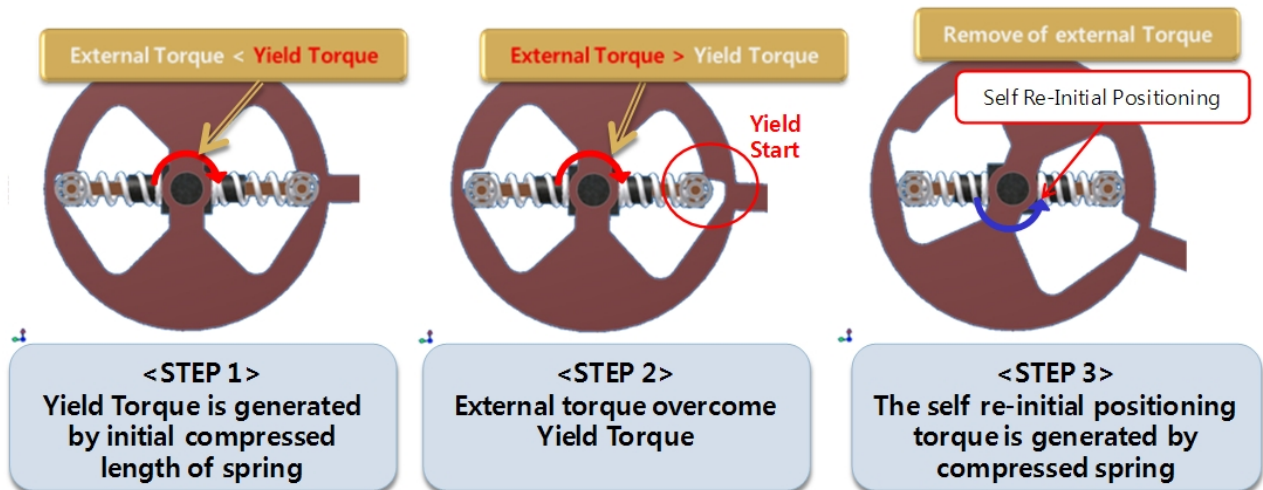 External Torque < Yield Torque
External Torque > Yield Torque
Remove of external Torque
Self Re-Initial Positioning
Yield
Start
<STEP 1>
Yield Torque is generated
by initial compressed
length of spring
<STEP 2>
External torque overcome
Yield Torque
<STEP 3>
The self re-initial positioning
torque is generated by
compressed spring